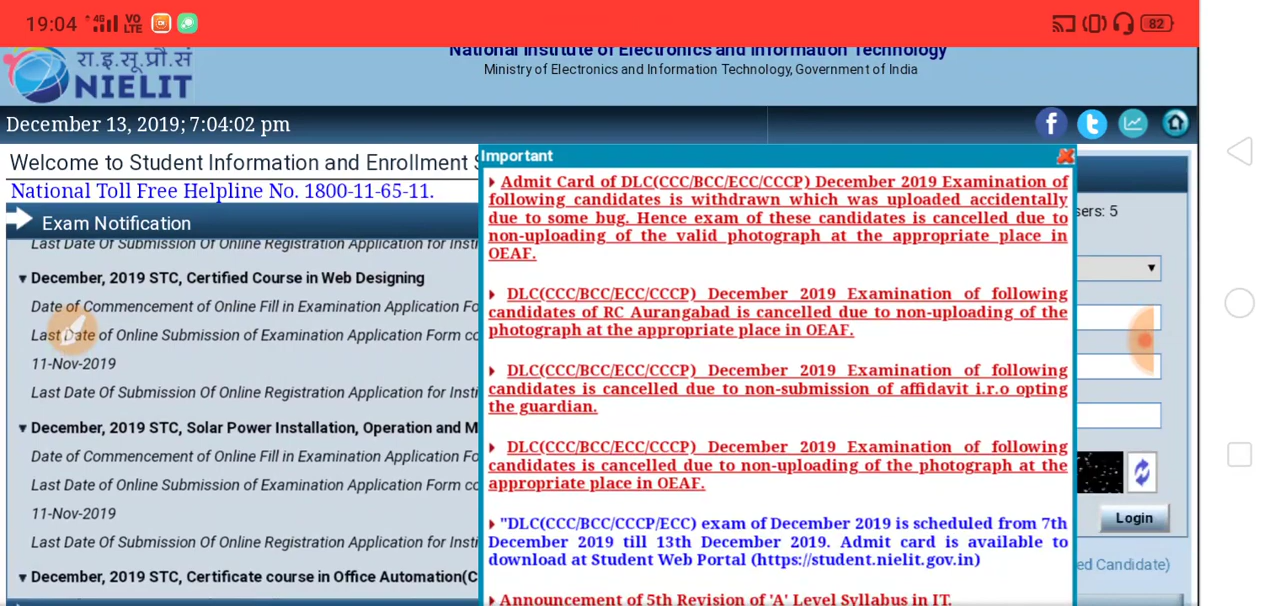 19:04 4G VO LTE 82
National Institute of Electronics and Information Technology
Ministry of Electronics and Information Technology, Government of India
रा.इ.सू.प्रौ.सं
NIELIT
December 13, 2019; 7:04:02 pm
Welcome to Student Information and Enrollment
National Toll Free Helpline No. 1800-11-65-11.
Exam Notification
Last Date Of Submission Of Online Registration Application for Insti
December, 2019 STC, Certified Course in Web Designing
Date of Commencement of Online Fill in Examination Application Fo
Last Date of Online Submission of Examination Application Form co
11-Nov-2019
Last Date Of Submission Of Online Registration Application for Insti
December, 2019 STC, Solar Power Installation, Operation and M
Date of Commencement of Online Fill in Examination Application Fo
Last Date of Online Submission of Examination Application Form co
11-Nov-2019
Last Date Of Submission Of Online Registration Application for Insti
December, 2019 STC, Certificate course in Office Automation(C
Important
Admit Card of DLC(CCC/BCC/ECC/CCCP) December 2019 Examination of
following candidates is withdrawn which was uploaded accidentally
due to some bug. Hence exam of these candidates is cancelled due to
non-uploading of the valid photograph at the appropriate place in
OEAF.
DLC(CCC/BCC/ECC/CCCP) December 2019 Examination of following
candidates of RC Aurangabad is cancelled due to non-uploading of the
photograph at the appropriate place in OEAF.
DLC(CCC/BCC/ECC/CCCP) December 2019 Examination of following
candidates is cancelled due to non-submission of affidavit i.r.o opting
the guardian.
DLC(CCC/BCC/ECC/CCCP) December 2019 Examination of following
candidates is cancelled due to non-uploading of the photograph at the
appropriate place in OEAF.
"DLC(CCC/BCC/CCCP/ECC) exam of December 2019 is scheduled from 7th
December 2019 till 13th December 2019. Admit card is available to
download at Student Web Portal (https://student.nielit.gov.in)
Announcement of 5th Revision of 'A' Level Syllabus in IT.
sers: 5
Login
ed Candidate)